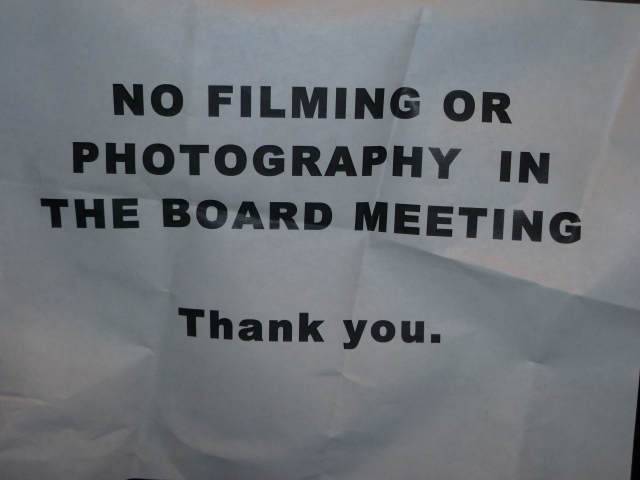 NO FILMING OR
PHOTOGRAPHY IN
THE BOARD MEETING
Thank you.